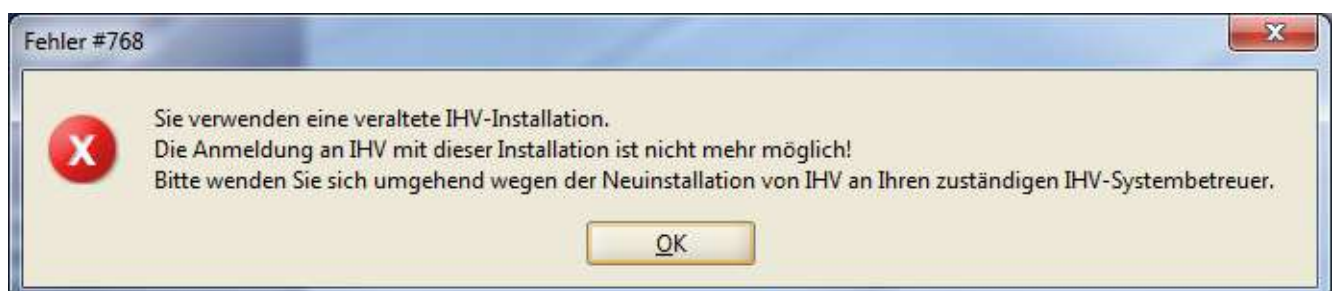 Fehler #768
Sie verwenden eine veraltete IHV-Installation.
Die Anmeldung an IHV mit dieser Installation ist nicht mehr möglich!
Bitte wenden Sie sich umgehend wegen der Neuinstallation von IHV an Ihren zuständigen IHV-Systembetreuer.
OK